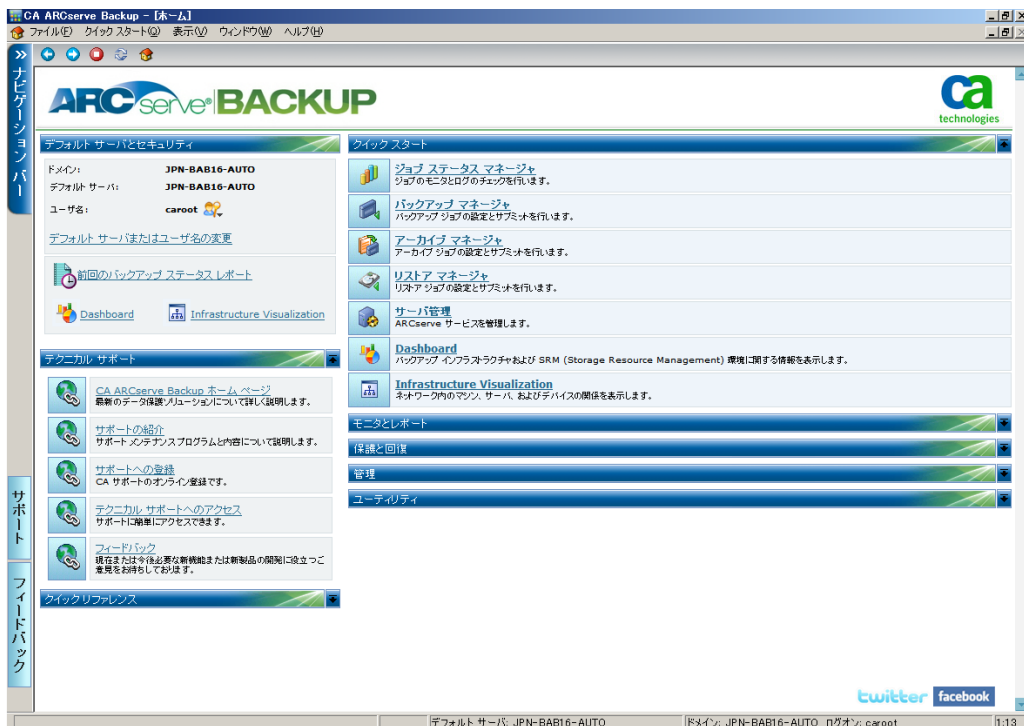 CA ARCserve Backup - [ホーム]
ファイル(F) クイック スタート(Q) 表示(V) ウィンドウ(W) ヘルプ(H)
ナビゲーション バー
サポート
フィードバック
ARCserve® BACKUP
ca
technologies
デフォルト サーバとセキュリティ
ドメイン: JPN-BAB16-AUTO
デフォルト サーバ: JPN-BAB16-AUTO
ユーザ名: caroot
デフォルト サーバまたはユーザ名の変更
前回のバックアップ ステータス レポート
Dashboard
Infrastructure Visualization
テクニカル サポート
CA ARCserve Backup ホーム ページ
最新のデータ保護ソリューションについて詳しく説明します。
サポートの紹介
サポート メンテナンスプログラムと内容について説明します。
サポートへの登録
CA サポートのオンライン登録です。
テクニカル サポートへのアクセス
サポートに簡単にアクセスできます。
フィードバック
現在または今後必要な新機能または新製品の開発に役立つご
意見をお待ちしております。
クイックリファレンス
クイック スタート
ジョブ ステータス マネージャ
ジョブのモニタとログのチェックを行います。
バックアップ マネージャ
バックアップ ジョブの設定とサブミットを行います。
アーカイブ マネージャ
アーカイブ ジョブの設定とサブミットを行います。
リストア マネージャ
リストア ジョブの設定とサブミットを行います。
サーバ管理
ARCserve サービスを管理します。
Dashboard
バックアップ インフラストラクチャおよび SRM (Storage Resource Management) 環境に関する情報を表示します。
Infrastructure Visualization
ネットワーク内のマシン、サーバ、およびデバイスの関係を表示します。
モニタとレポート
保護と回復
管理
ユーティリティ
twitter
facebook
デフォルト サーバ: JPN-BAB16-AUTO
ドメイン: JPN-BAB16-AUTO ログオン: caroot
1:13